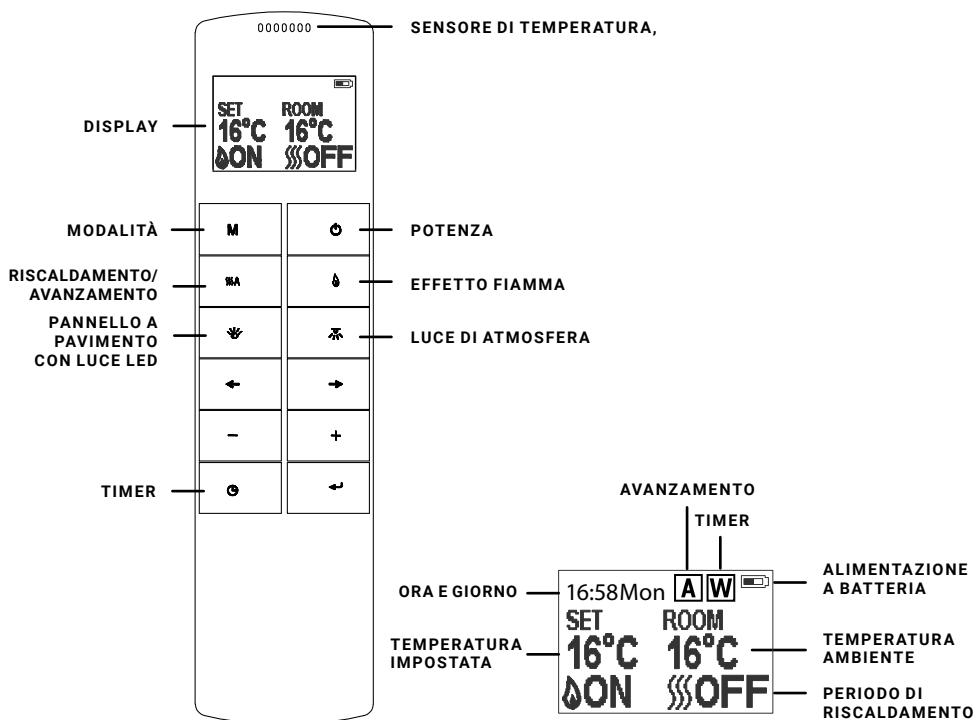 SENSORE DI TEMPERATURA,
DISPLAY
SET ROOM
16°C 16°C
ON OFF
MODALITÀ
M
POTENZA
RISCALDAMENTO/
AVANZAMENTO
A
EFFETTO FIAMMA
PANNELLO A
PAVIMENTO
CON LUCE LED
LUCE DI ATMOSFERA
-
+
TIMER
AVANZAMENTO
TIMER
ORA E GIORNO
16:58Mon A W
ALIMENTAZIONE
A BATTERIA
SET ROOM
TEMPERATURA
IMPOSTATA
16°C 16°C
TEMPERATURA
AMBIENTE
ON OFF
PERIODO DI
RISCALDAMENTO